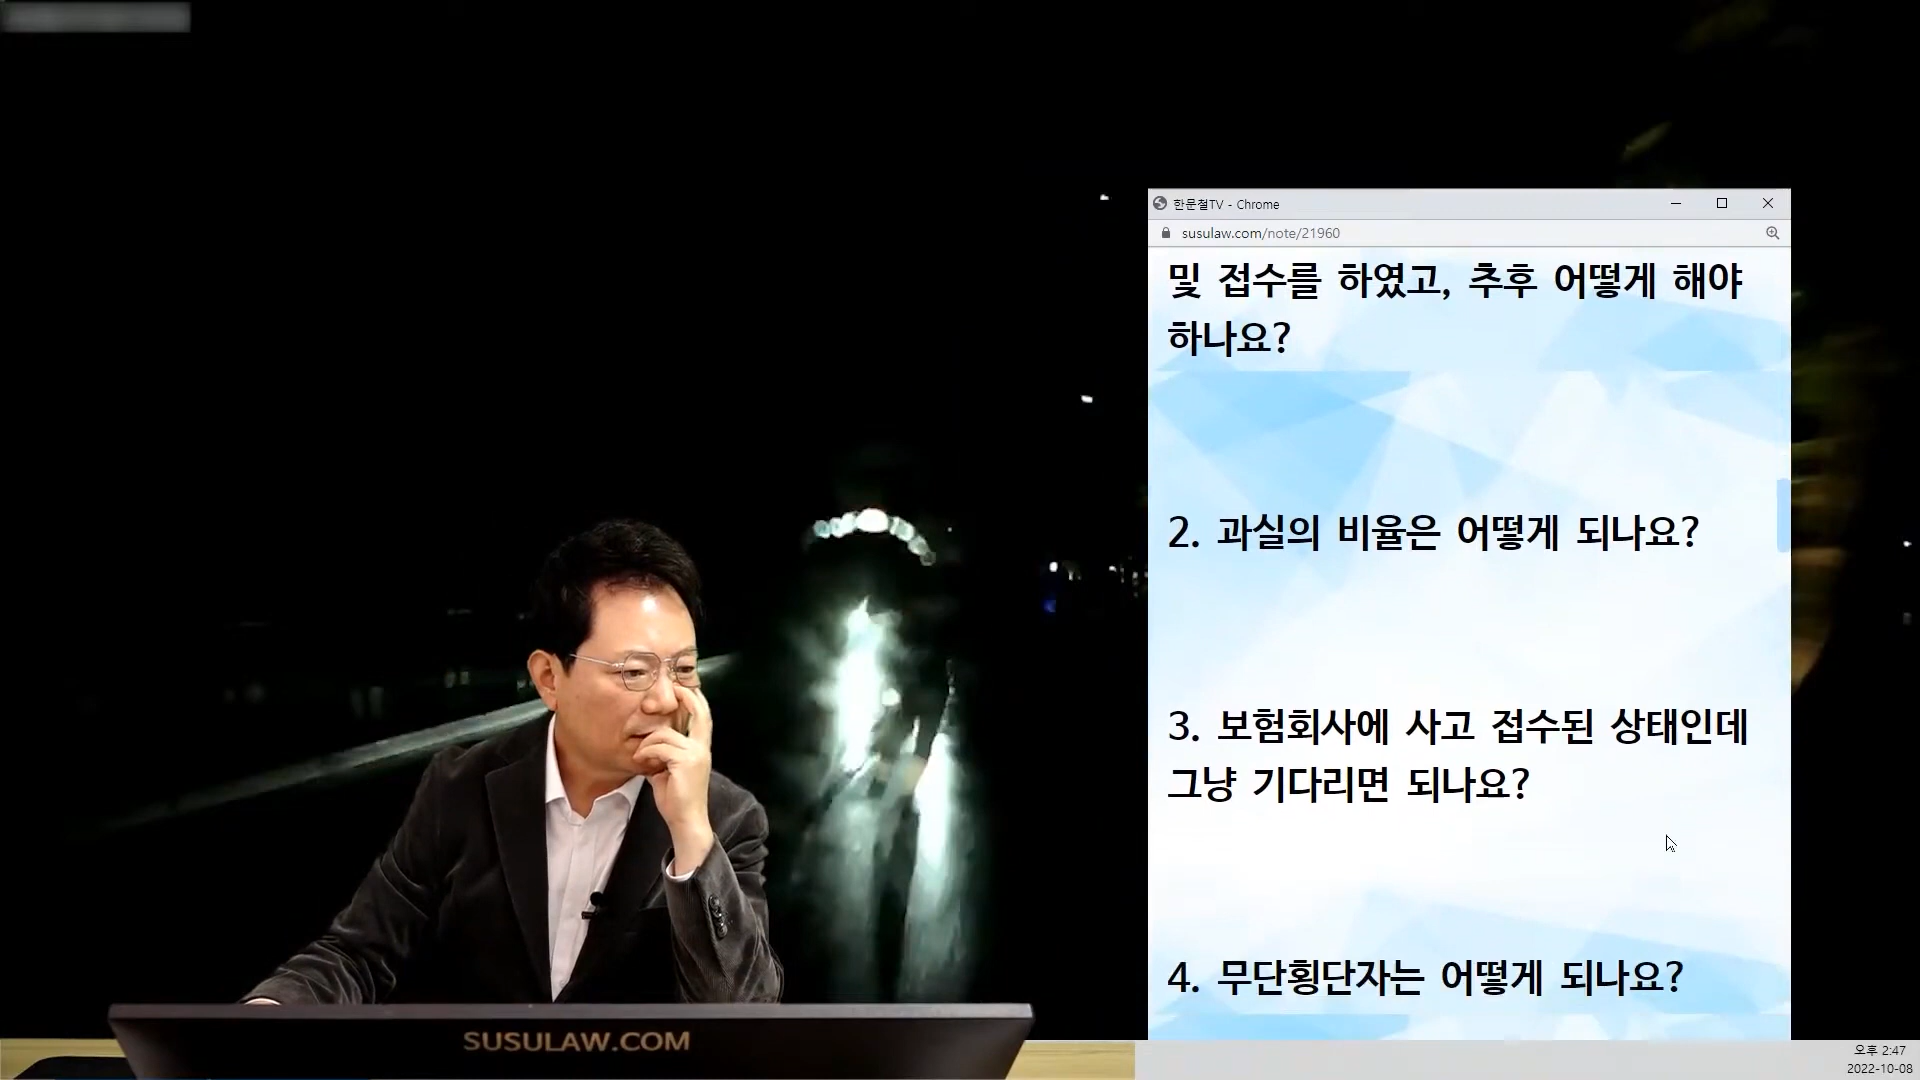 한문철TV - Chrome
susulaw.com/note/21960
및 접수를 하였고, 추후 어떻게 해야
하나요?
2. 과실의 비율은 어떻게 되나요?
3. 보험회사에 사고 접수된 상태인데
그냥 기다리면 되나요?
4. 무단횡단자는 어떻게 되나요?
SUSULAW.COM
오후 2:47
2022-10-08